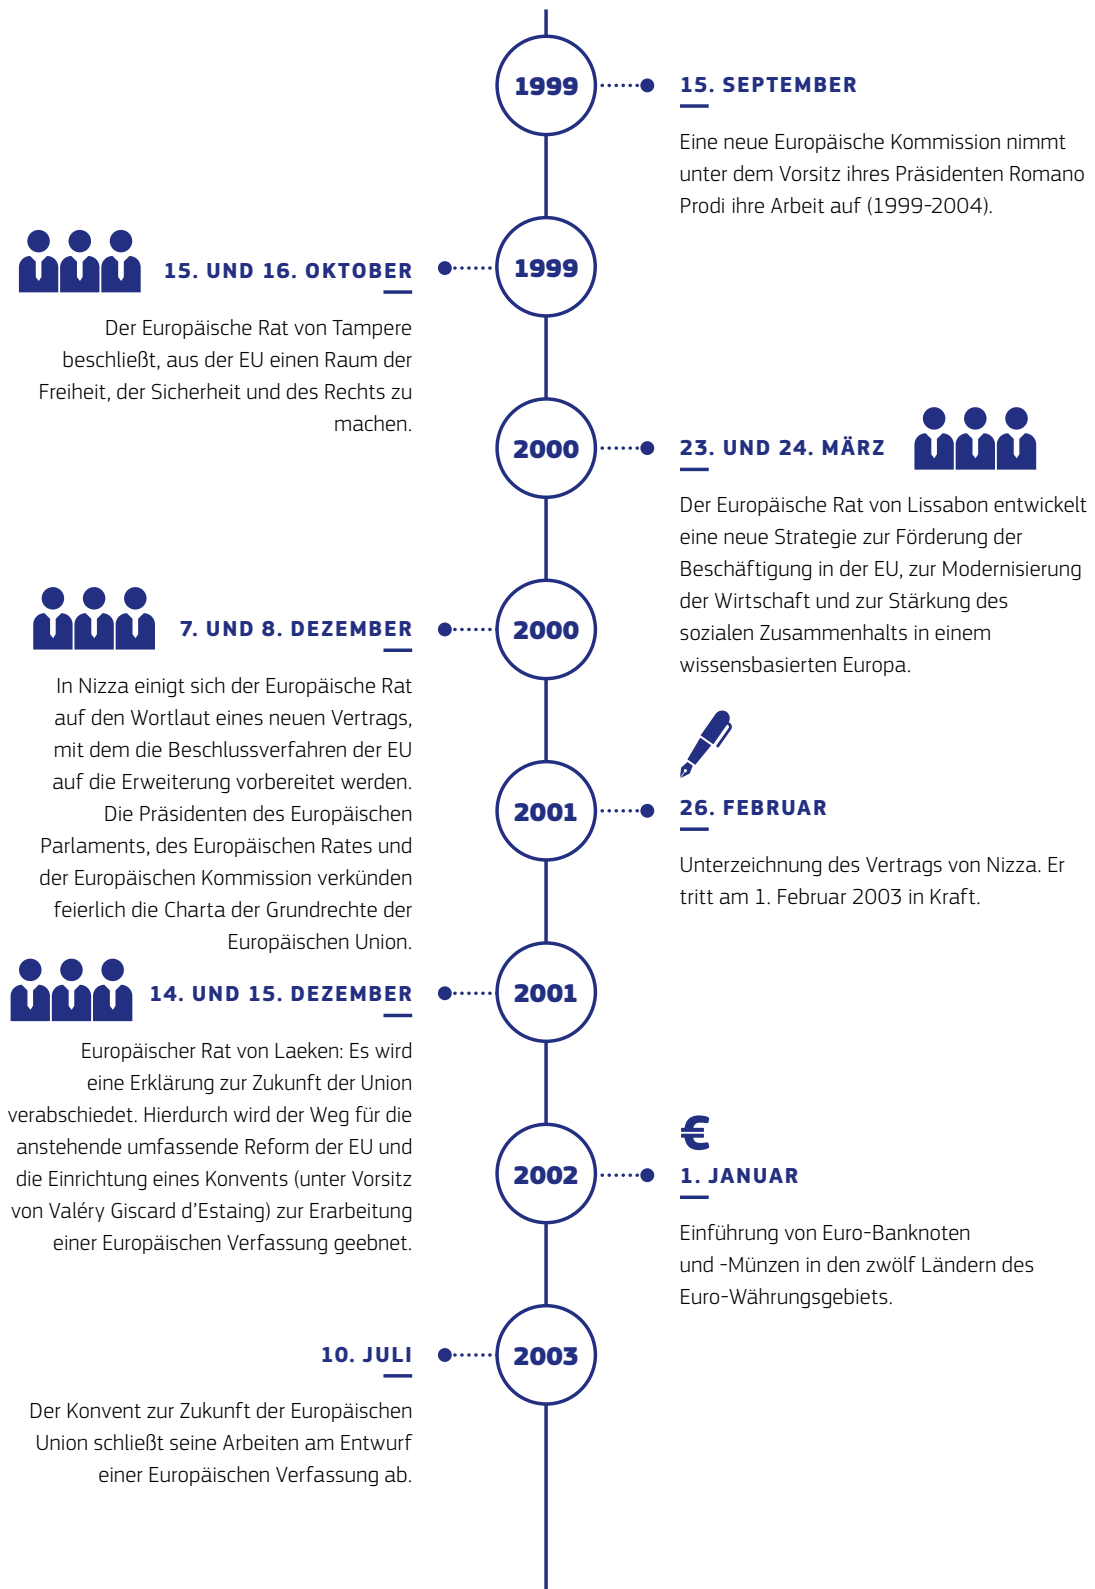 1999
15. SEPTEMBER
Eine neue Europäische Kommission nimmt
unter dem Vorsitz ihres Präsidenten Romano
Prodi ihre Arbeit auf (1999-2004).
1999
15. UND 16. OKTOBER
Der Europäische Rat von Tampere
beschließt, aus der EU einen Raum der
Freiheit, der Sicherheit und des Rechts zu
machen.
2000
23. UND 24. MÄRZ
Der Europäische Rat von Lissabon entwickelt
eine neue Strategie zur Förderung der
Beschäftigung in der EU, zur Modernisierung
der Wirtschaft und zur Stärkung des
sozialen Zusammenhalts in einem
wissensbasierten Europa.
2000
7. UND 8. DEZEMBER
In Nizza einigt sich der Europäische Rat
auf den Wortlaut eines neuen Vertrags,
mit dem die Beschlussverfahren der EU
auf die Erweiterung vorbereitet werden.
Die Präsidenten des Europäischen
Parlaments, des Europäischen Rates und
der Europäischen Kommission verkünden
feierlich die Charta der Grundrechte der
Europäischen Union.
2001
26. FEBRUAR
Unterzeichnung des Vertrags von Nizza. Er
tritt am 1. Februar 2003 in Kraft.
2001
14. UND 15. DEZEMBER
Europäischer Rat von Laeken: Es wird
eine Erklärung zur Zukunft der Union
verabschiedet. Hierdurch wird der Weg für die
anstehende umfassende Reform der EU und
die Einrichtung eines Konvents (unter Vorsitz
von Valéry Giscard d’Estaing) zur Erarbeitung
einer Europäischen Verfassung geebnet.
2002
€
1. JANUAR
Einführung von Euro-Banknoten
und -Münzen in den zwölf Ländern des
Euro-Währungsgebiets.
2003
10. JULI
Der Konvent zur Zukunft der Europäischen
Union schließt seine Arbeiten am Entwurf
einer Europäischen Verfassung ab.